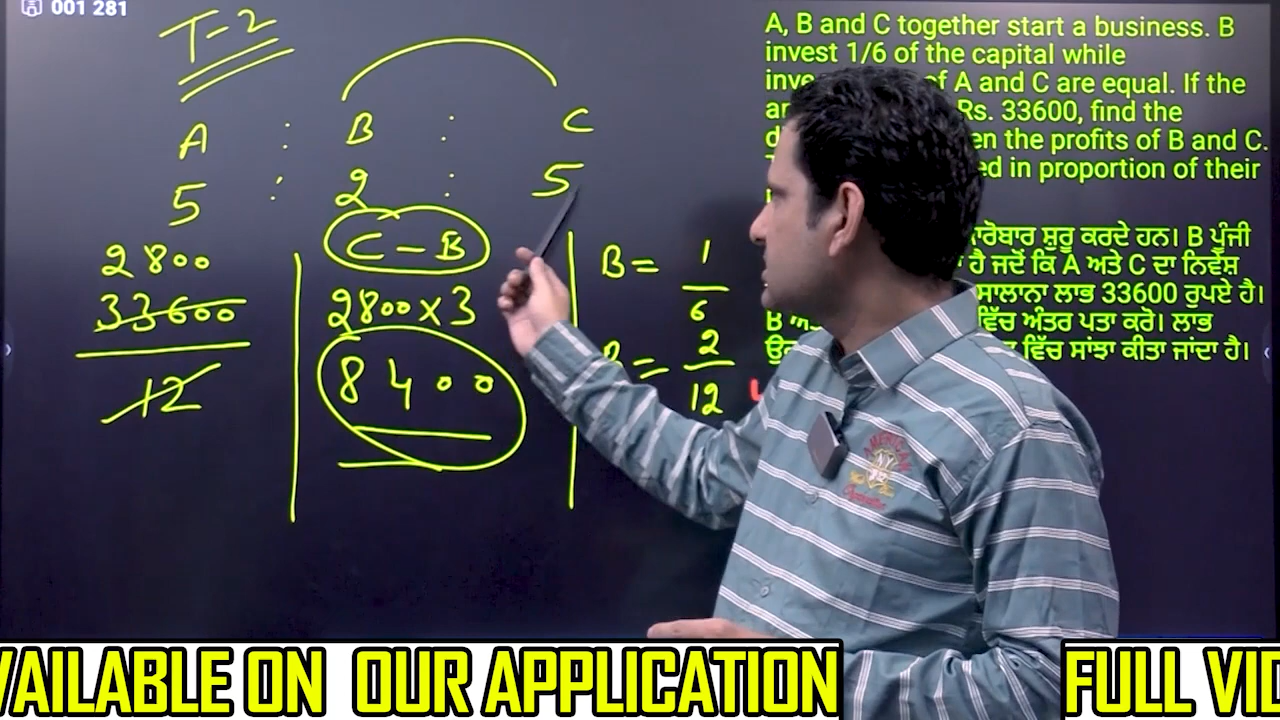 001 281
T-2
A : B : C
5 : 2 : 5
C - B
2800
33600
12
2800 × 3
8400
B = 1/6
= 2/12
A, B and C together start a business. B
invest 1/6 of the capital while
of A and C are equal. If the
Rs. 33600, find the
the profits of B and C.
in proportion of their
ਸ਼ੁਰੂ ਕਰਦੇ ਹਨ। B ਪੂੰਜੀ
ਹੈ ਜਦੋਂ ਕਿ A ਅਤੇ C ਦਾ ਨਿਵੇਸ਼
ਲਾਭ 33600 ਰੁਪਏ ਹੈ।
B ਵਿੱਚ ਅੰਤਰ ਪਤਾ ਕਰੋ। ਲਾਭ
ਵਿੱਚ ਸਾਂਝਾ ਕੀਤਾ ਜਾਂਦਾ ਹੈ।
AMERICAN
NY
ON OUR APPLICATION
FULL